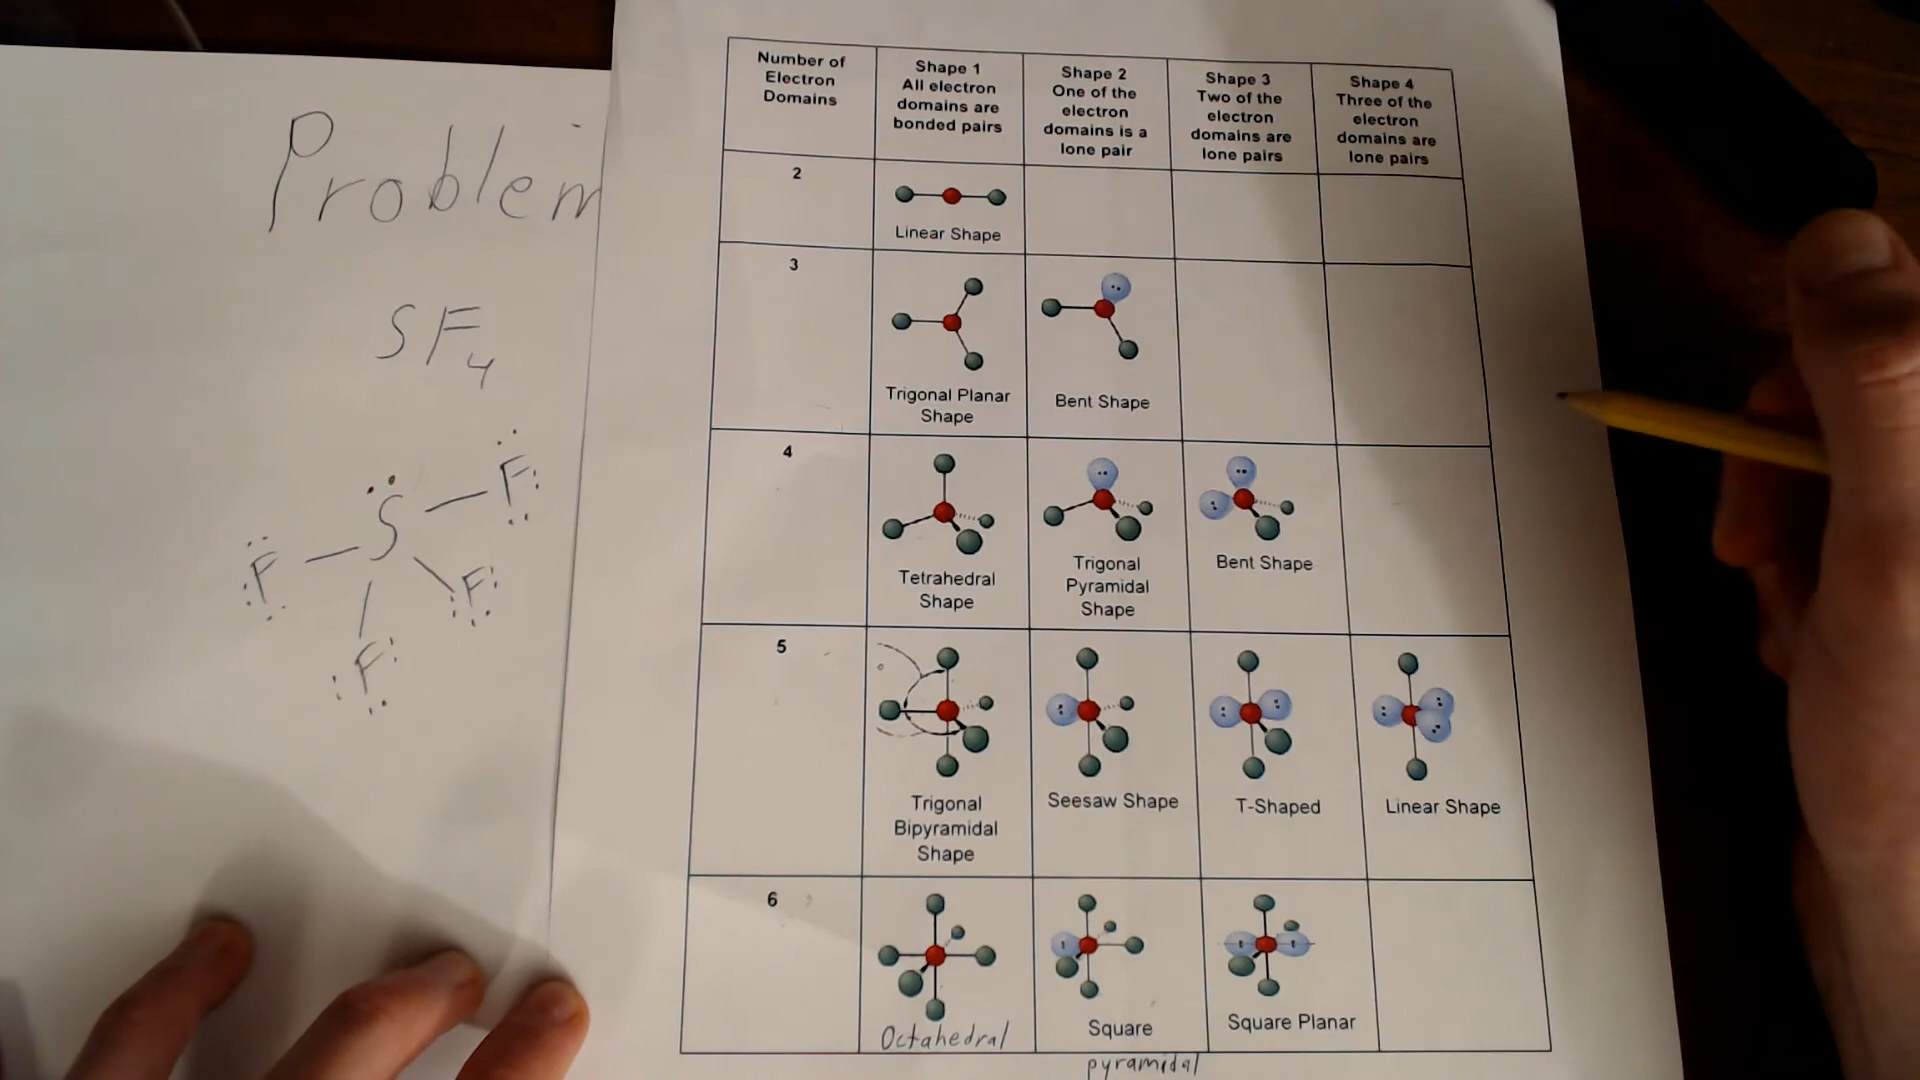 Problem
SF4
S
F
F
F
F
Number of
Electron
Domains
Shape 1
All electron
domains are
bonded pairs
Shape 2
One of the
electron
domains is a
lone pair
Shape 3
Two of the
electron
domains are
lone pairs
Shape 4
Three of the
electron
domains are
lone pairs
2
Linear Shape
3
Trigonal Planar
Shape
Bent Shape
4
Tetrahedral
Shape
Trigonal
Pyramidal
Shape
Bent Shape
5
Trigonal
Bipyramidal
Shape
Seesaw Shape
T-Shaped
Linear Shape
6
Octahedral
Square
pyramidal
Square Planar